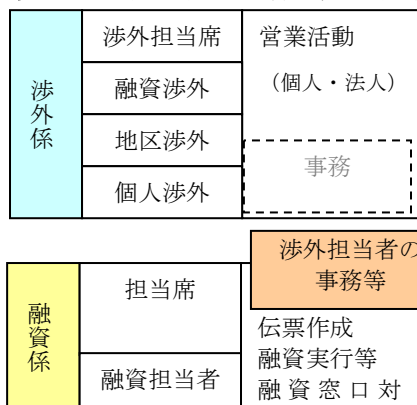 渉外係
渉外担当席
融資渉外
地区渉外
個人渉外
営業活動
（個人・法人）
事務
渉外担当者の
事務等
融資係
担当席
融資担当者
伝票作成
融資実行等
融資窓口対